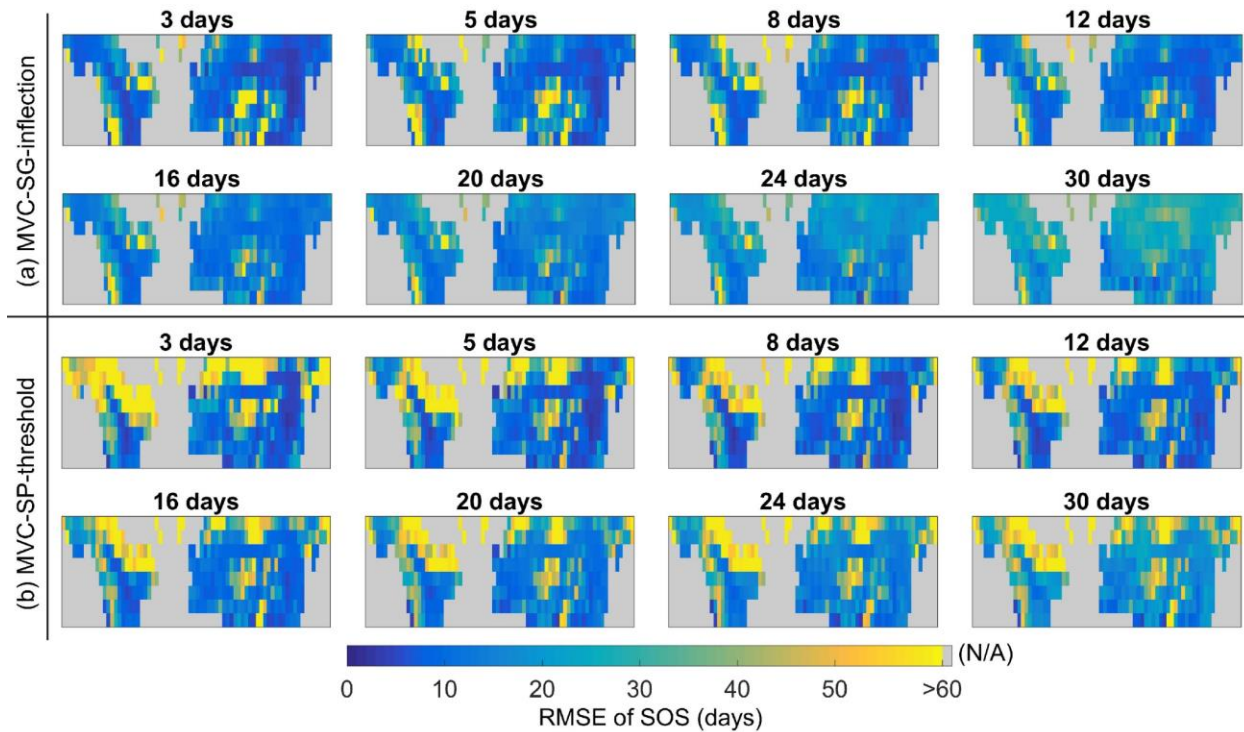 3 days 5 days 8 days 12 days
(a) MVC-SG-inflection
16 days 20 days 24 days 30 days
3 days 5 days 8 days 12 days
(b) MVC-SP-threshold
16 days 20 days 24 days 30 days
(N/A)
0 10 20 30 40 50 >60
RMSE of SOS (days)